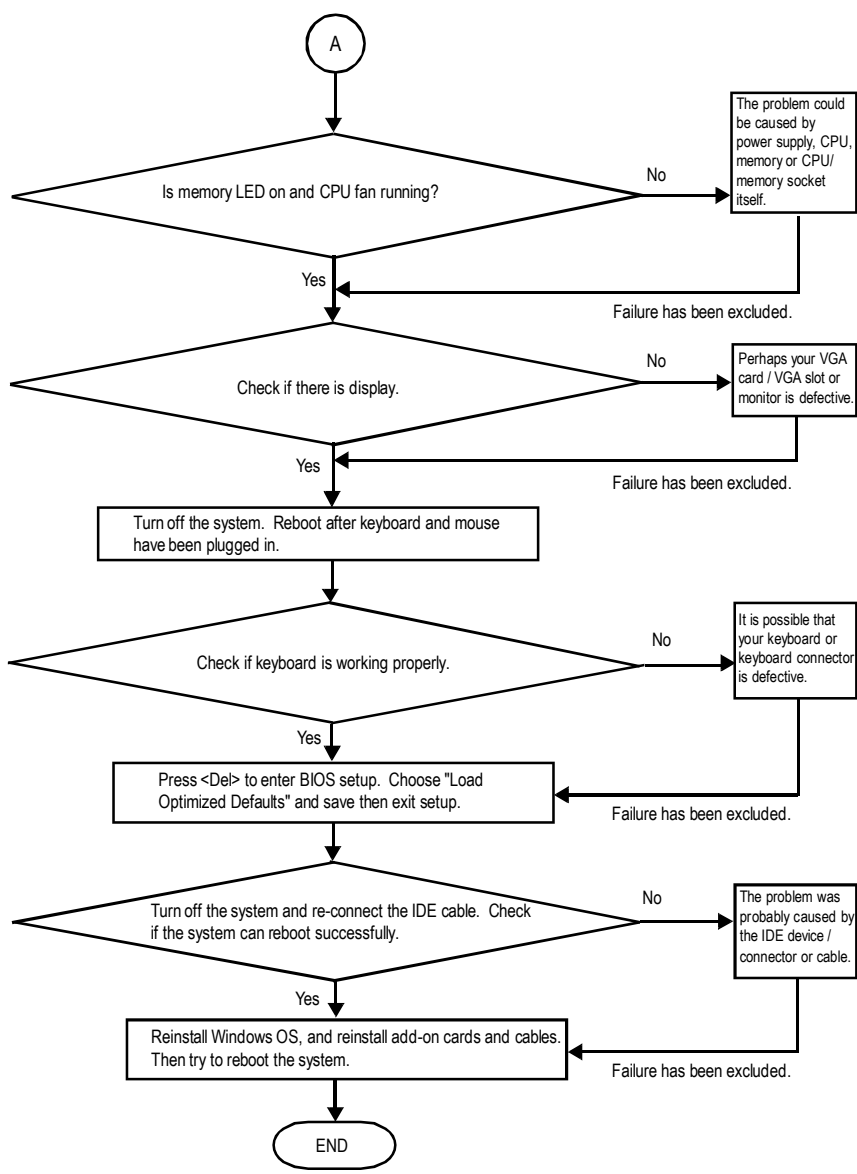 A
Is memory LED on and CPU fan running?
No
The problem could
be caused by
power supply, CPU,
memory or CPU/
memory socket
itself.
Yes
Failure has been excluded.
Check if there is display.
No
Perhaps your VGA
card / VGA slot or
monitor is defective.
Yes
Failure has been excluded.
Turn off the system. Reboot after keyboard and mouse
have been plugged in.
Check if keyboard is working properly.
No
It is possible that
your keyboard or
keyboard connector
is defective.
Yes
Press <Del> to enter BIOS setup. Choose "Load
Optimized Defaults" and save then exit setup.
Failure has been excluded.
Turn off the system and re-connect the IDE cable. Check
if the system can reboot successfully.
No
The problem was
probably caused by
the IDE device /
connector or cable.
Yes
Reinstall Windows OS, and reinstall add-on cards and cables.
Then try to reboot the system.
Failure has been excluded.
END